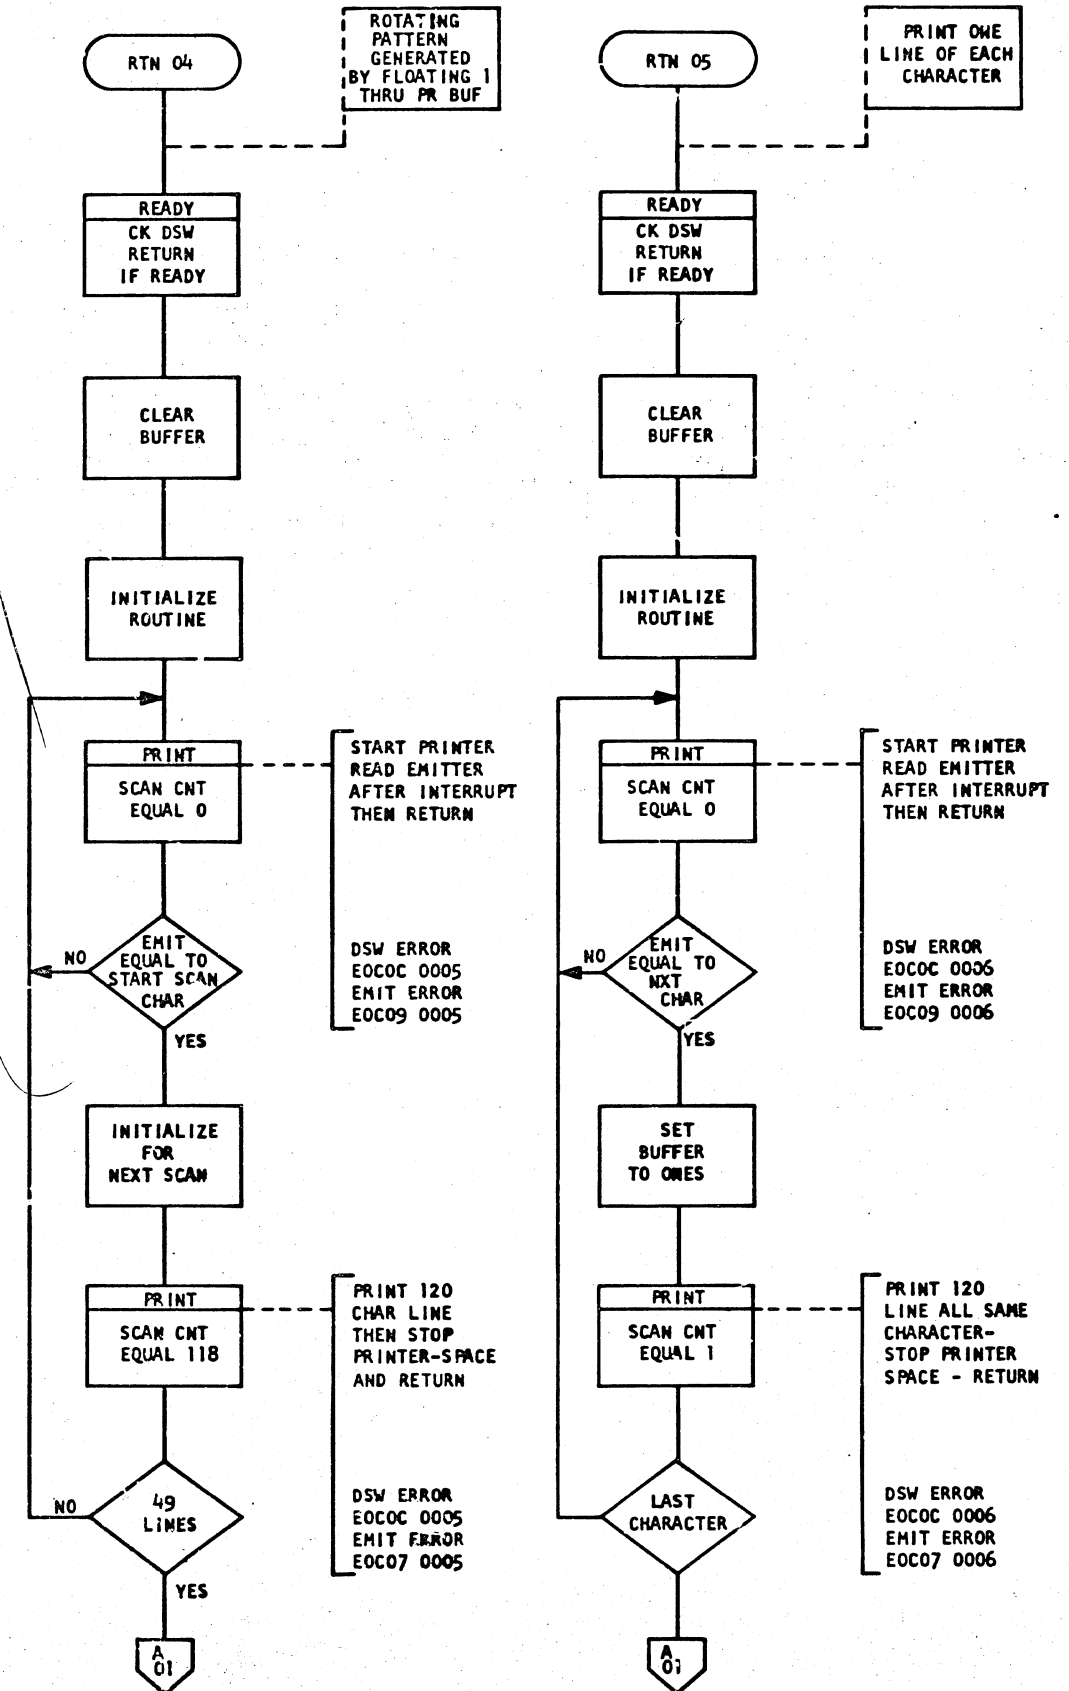 RTN 04
ROTATING
PATTERN
GENERATED
BY FLOATING 1
THRU PR BUF
READY
CK DSW
RETURN
IF READY
CLEAR
BUFFER
INITIALIZE
ROUTINE
PRINT
SCAN CNT
EQUAL 0
START PRINTER
READ EMITTER
AFTER INTERRUPT
THEN RETURN
EMIT
EQUAL TO
START SCAN
CHAR
NO
YES
DSW ERROR
EOCOC 0005
EMIT ERROR
EOC09 0005
INITIALIZE
FOR
NEXT SCAN
PRINT
SCAN CNT
EQUAL 118
PRINT 120
CHAR LINE
THEN STOP
PRINTER-SPACE
AND RETURN
49
LINES
NO
YES
DSW ERROR
EOCOC 0005
EMIT ERROR
EOC07 0005
A
01
RTN 05
PRINT ONE
LINE OF EACH
CHARACTER
READY
CK DSW
RETURN
IF READY
CLEAR
BUFFER
INITIALIZE
ROUTINE
PRINT
SCAN CNT
EQUAL 0
START PRINTER
READ EMITTER
AFTER INTERRUPT
THEN RETURN
EMIT
EQUAL TO
NXT
CHAR
NO
YES
DSW ERROR
EOCOC 0006
EMIT ERROR
EOC09 0006
SET
BUFFER
TO ONES
PRINT
SCAN CNT
EQUAL 1
PRINT 120
LINE ALL SAME
CHARACTER-
STOP PRINTER
SPACE - RETURN
LAST
CHARACTER
DSW ERROR
EOCOC 0006
EMIT ERROR
EOC07 0006
A
01